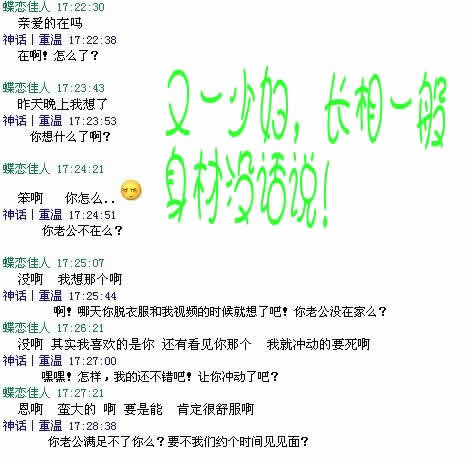 蝶恋佳人 17:22:30
亲爱的在吗
神话丨重温 17:22:38
在啊! 怎么了?
蝶恋佳人 17:23:43
昨天晚上我想了
神话丨重温 17:23:53
你想什么了啊?
蝶恋佳人 17:24:21
笨啊 你怎么..
神话丨重温 17:24:51
你老公不在么?
又一少妇，长相一般
身材没话说!
蝶恋佳人 17:25:07
没啊 我想那个啊
神话丨重温 17:25:44
啊! 哪天你脱衣服和我视频的时候就想了吧! 你老公没在家么?
蝶恋佳人 17:26:21
没啊 其实我喜欢的是你 还有看见你那个 我就冲动的要死啊
神话丨重温 17:27:00
嘿嘿! 怎样，我的还不错吧! 让你冲动了吧?
蝶恋佳人 17:27:21
恩啊 蛮大的 啊 要是能 肯定很舒服啊
神话丨重温 17:28:38
你老公满足不了你么? 要不我们约个时间见见面?